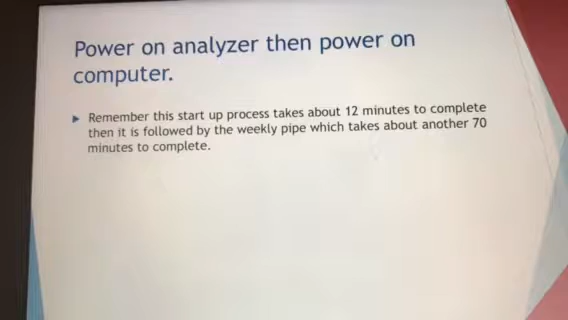 Power on analyzer then power on
computer.
Remember this start up process takes about 12 minutes to complete
then it is followed by the weekly pipe which takes about another 70
minutes to complete.